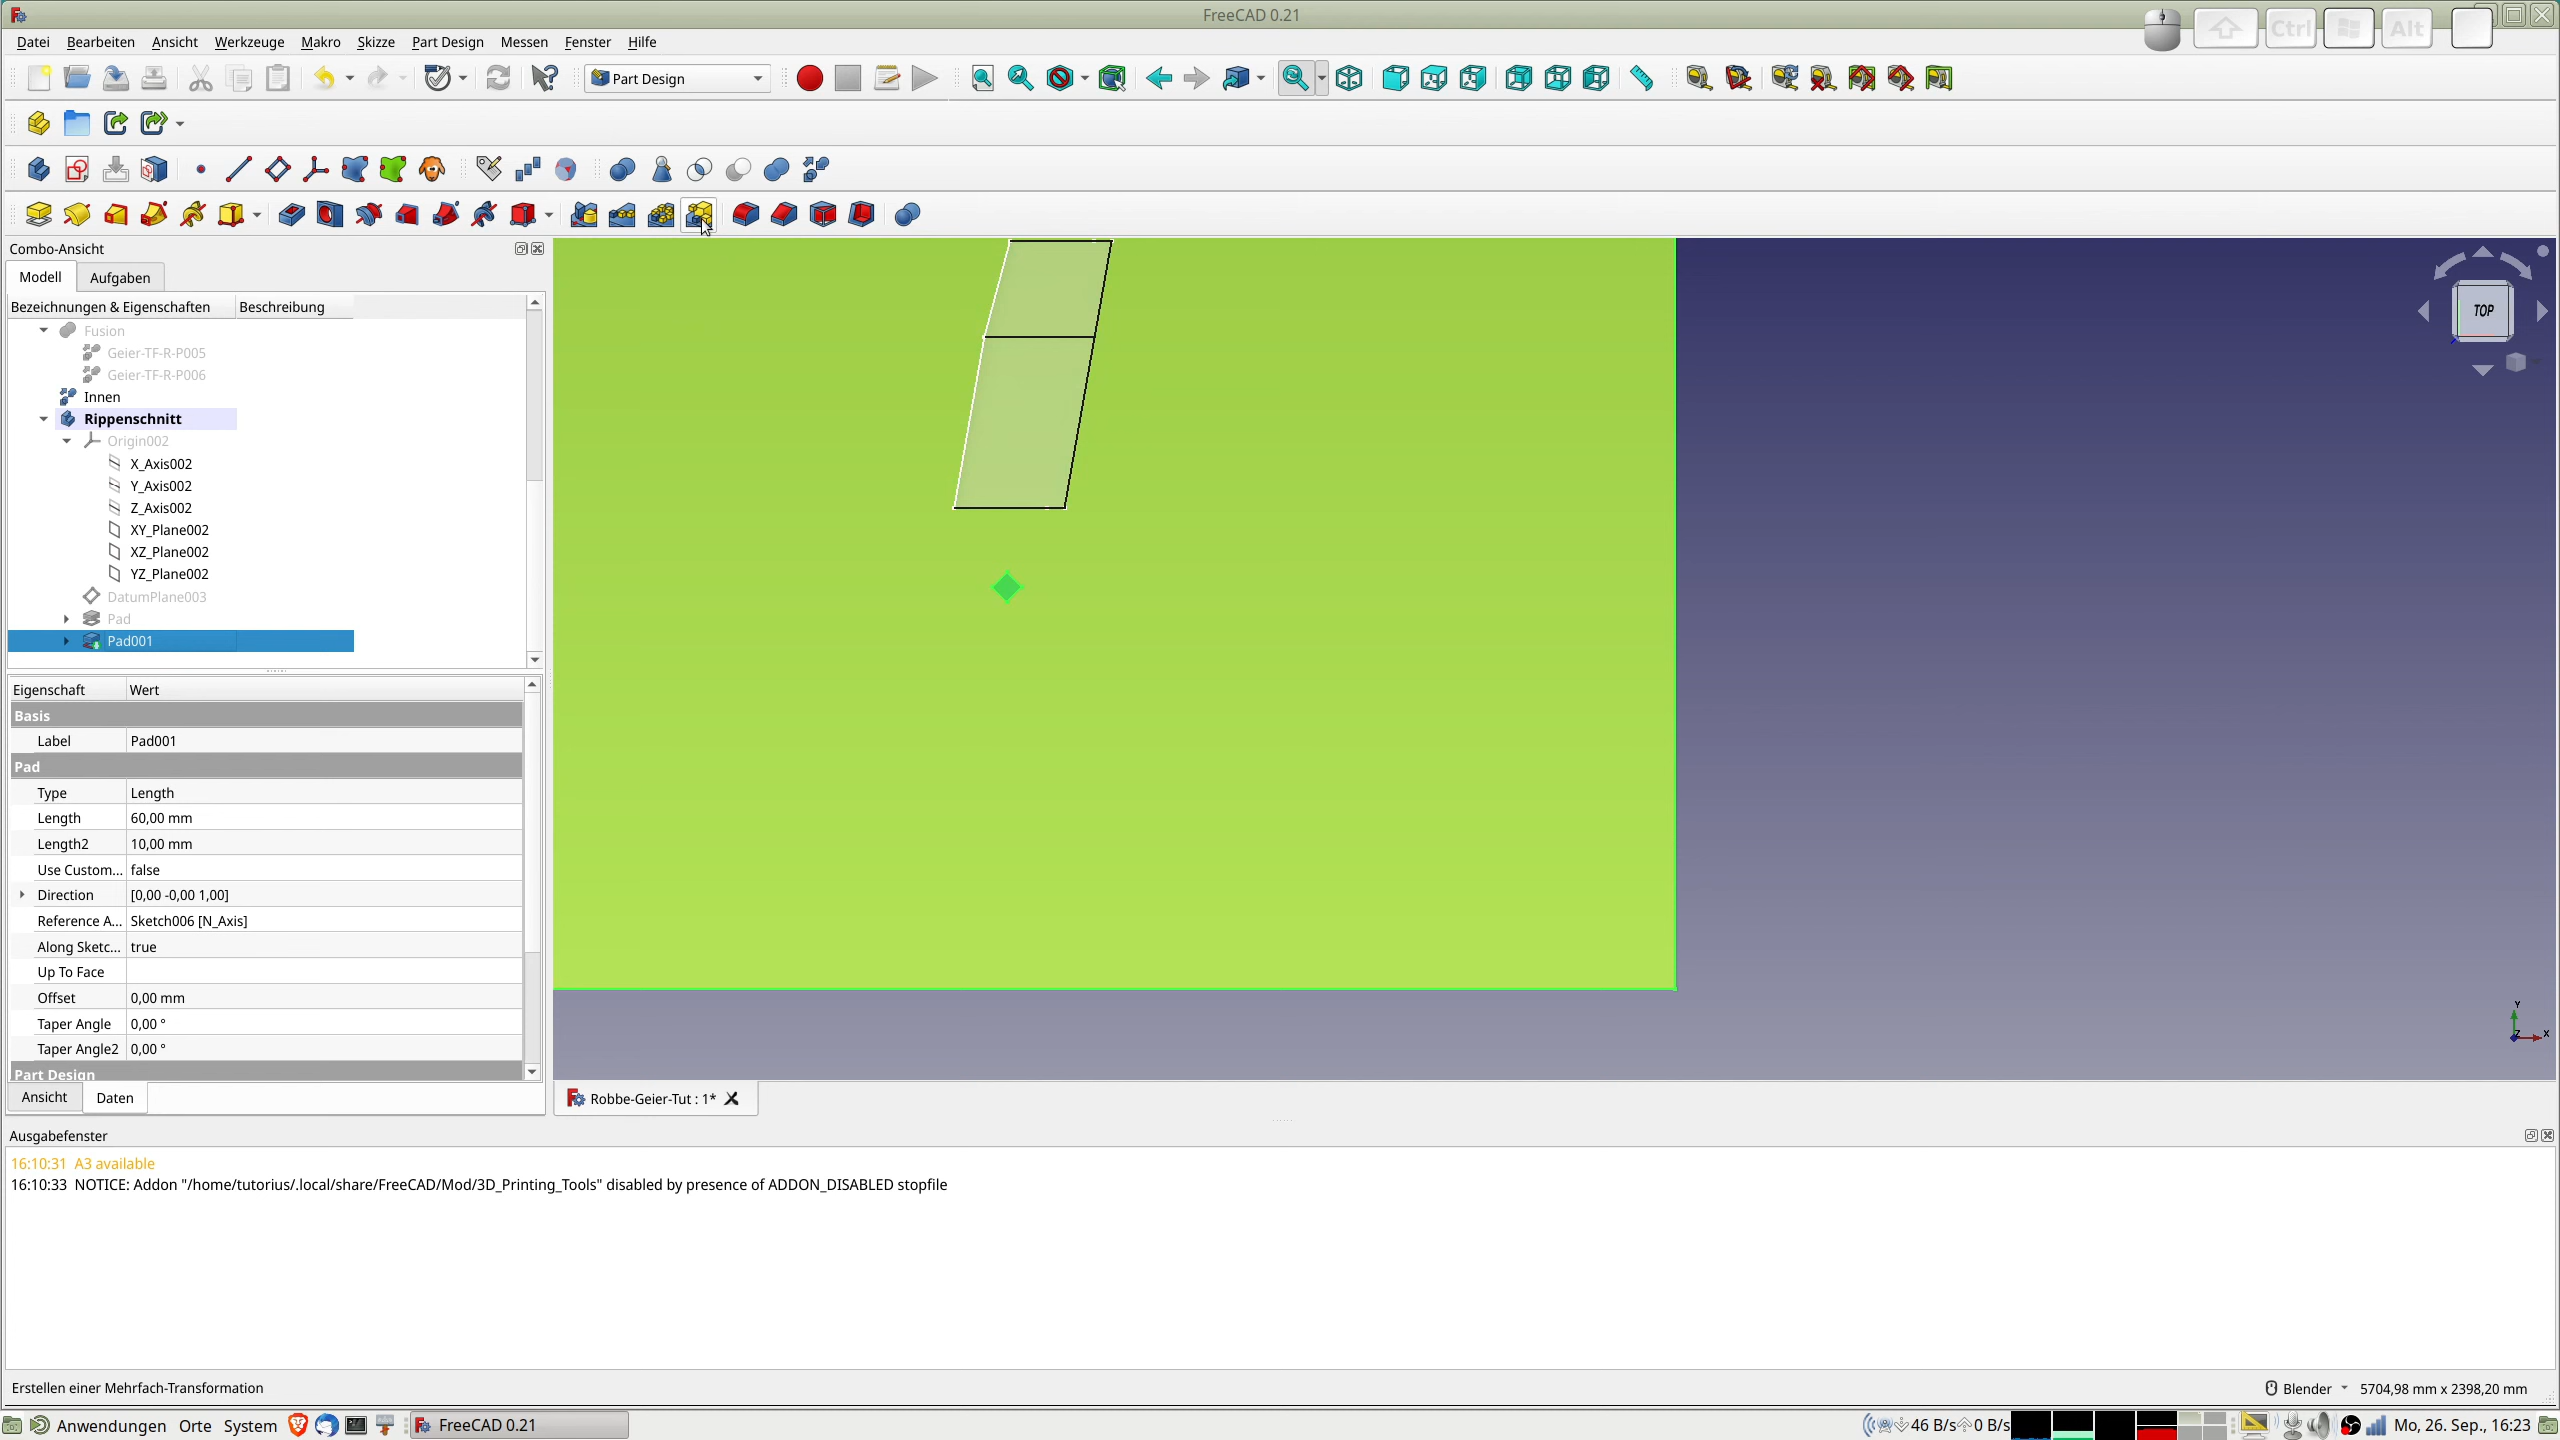 FreeCAD 0.21
Datei Bearbeiten Ansicht Werkzeuge Makro Skizze Part Design Messen Fenster Hilfe
Ctrl Alt
Part Design
Combo-Ansicht
Modell Aufgaben
Bezeichnungen & Eigenschaften Beschreibung
Fusion
Geier-TF-R-P005
Geier-TF-R-P006
Innen
Rippenschnitt
Origin002
X_Axis002
Y_Axis002
Z_Axis002
XY_Plane002
XZ_Plane002
YZ_Plane002
DatumPlane003
Pad
Pad001
TOP
Eigenschaft Wert
Basis
Label Pad001
Pad
Type Length
Length 60,00 mm
Length2 10,00 mm
Use Custom... false
Direction [0,00 -0,00 1,00]
Reference A... Sketch006 [N_Axis]
Along Sketc... true
Up To Face
Offset 0,00 mm
Taper Angle 0,00 °
Taper Angle2 0,00 °
Part Design
Ansicht Daten
Y
Z
X
Robbe-Geier-Tut : 1*
Ausgabefenster
16:10:31 A3 available
16:10:33 NOTICE: Addon "/home/tutorius/.local/share/FreeCAD/Mod/3D_Printing_Tools" disabled by presence of ADDON_DISABLED stopfile
Erstellen einer Mehrfach-Transformation
Blender 5704,98 mm x 2398,20 mm
Anwendungen Orte System FreeCAD 0.21 46 B/s 0 B/s Mo, 26. Sep., 16:23